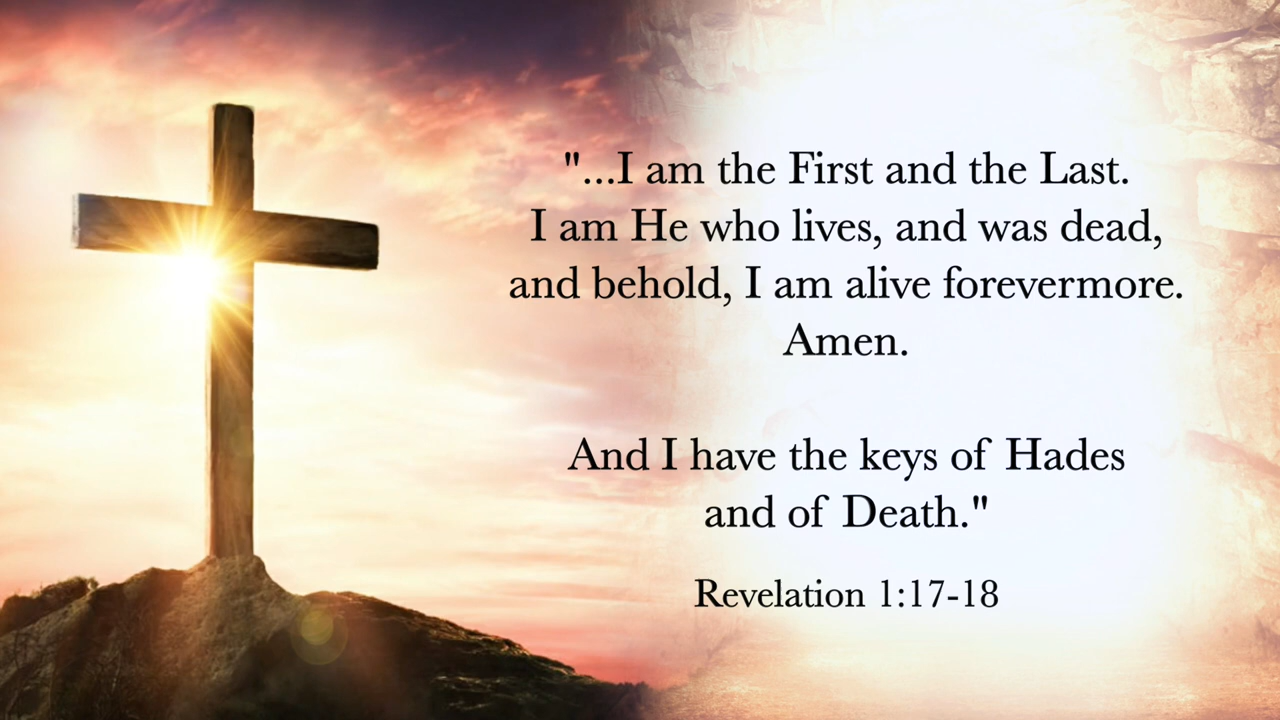 "...I am the First and the Last.
I am He who lives, and was dead,
and behold, I am alive forevermore.
Amen.
And I have the keys of Hades
and of Death."
Revelation 1:17-18